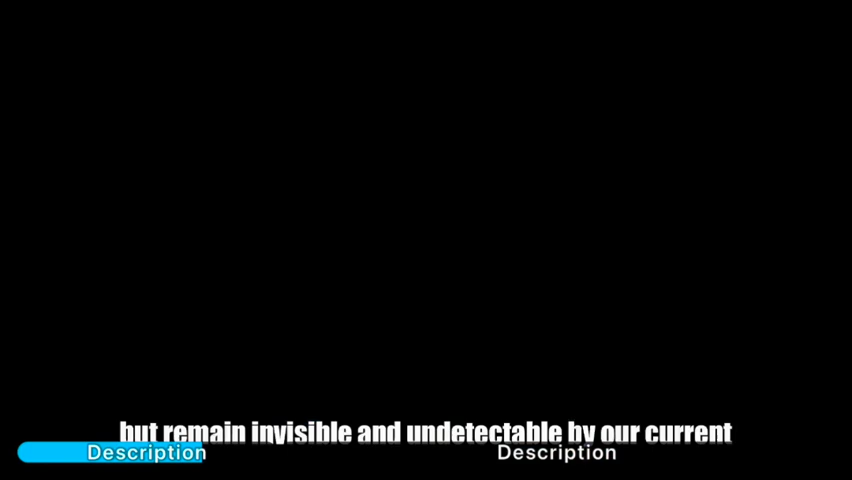 but remain invisible and undetectable by our current
Description Description